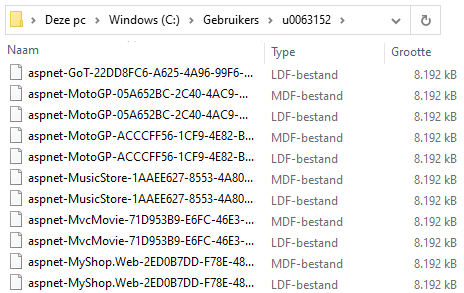 Deze pc > Windows (C:) > Gebruikers > u0063152 >
Naam Type Grootte
aspnet-GoT-22DD8FC6-A625-4A96-99F6-... LDF-bestand 8.192 kB
aspnet-MotoGP-05A652BC-2C40-4AC9-... MDF-bestand 8.192 kB
aspnet-MotoGP-05A652BC-2C40-4AC9-... LDF-bestand 8.192 kB
aspnet-MotoGP-ACCCFF56-1CF9-4E82-B... MDF-bestand 8.192 kB
aspnet-MotoGP-ACCCFF56-1CF9-4E82-B... LDF-bestand 8.192 kB
aspnet-MusicStore-1AAEE627-8553-4A80... MDF-bestand 8.192 kB
aspnet-MusicStore-1AAEE627-8553-4A80... LDF-bestand 8.192 kB
aspnet-MvcMovie-71D953B9-E6FC-46E3-... MDF-bestand 8.192 kB
aspnet-MvcMovie-71D953B9-E6FC-46E3-... LDF-bestand 8.192 kB
aspnet-MyShop.Web-2ED0B7DD-F78E-48... MDF-bestand 8.192 kB
aspnet-MyShop.Web-2ED0B7DD-F78E-48... LDF-bestand 8.192 kB